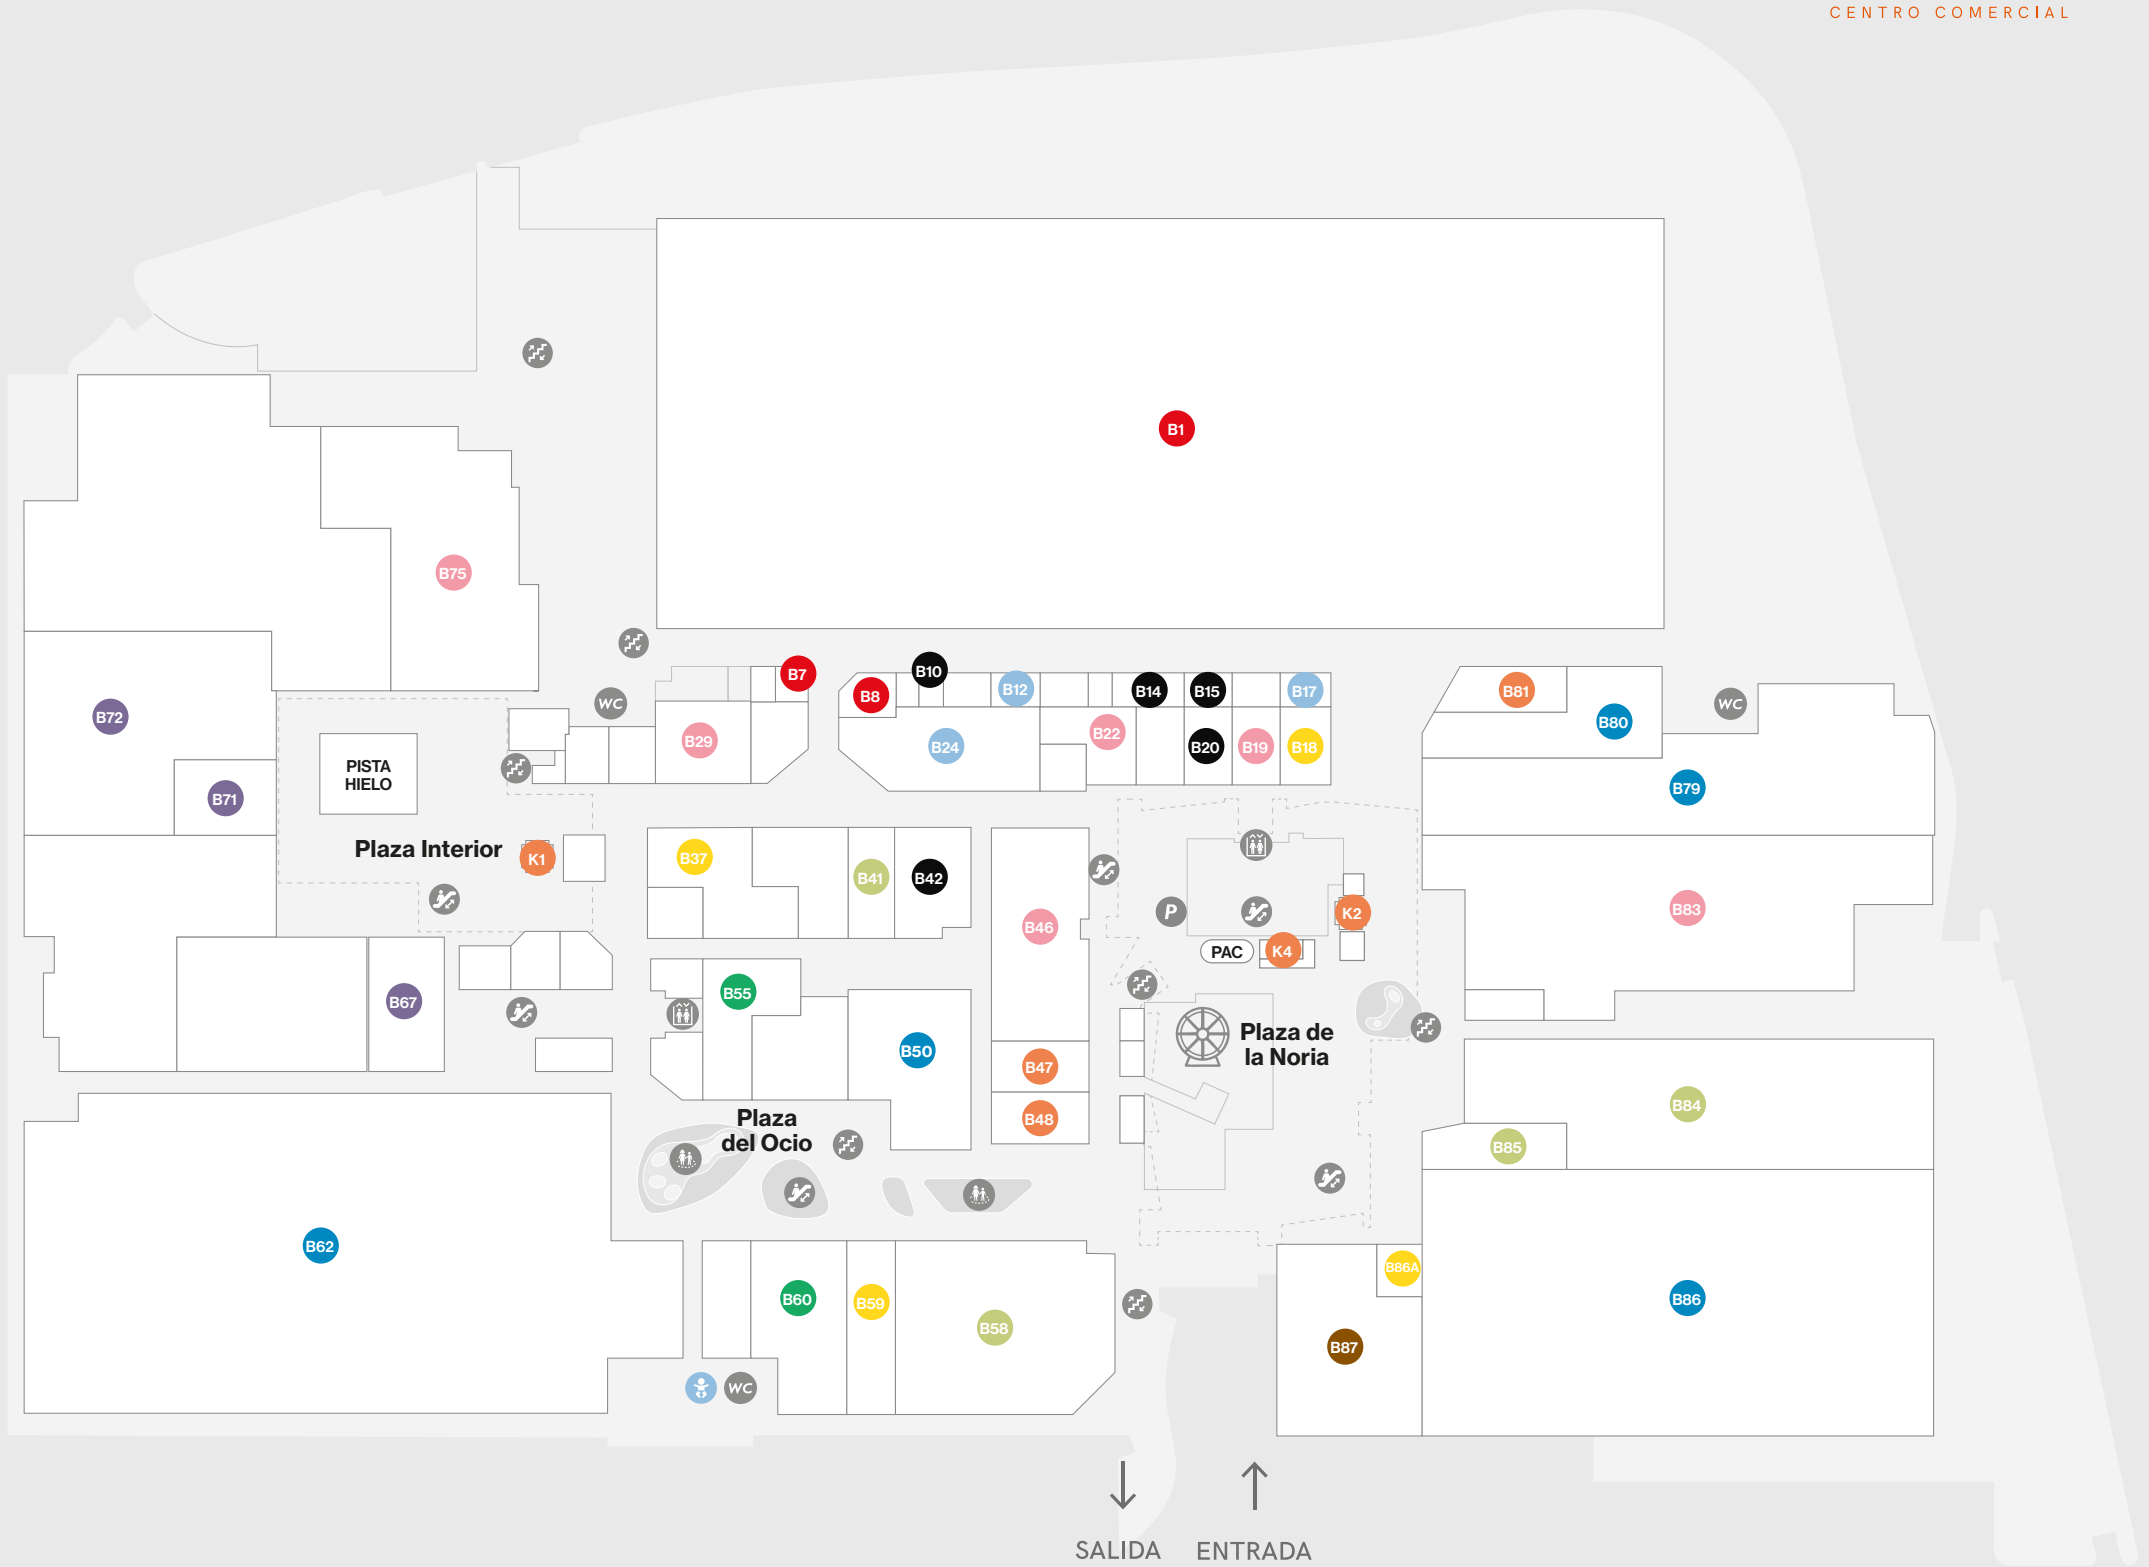 CENTRO COMERCIAL
B1
B75
B7
B10
B8
B12
B14
B15
B17
B81
B80
WC
WC
B72
B29
B24
B22
B20
B19
B18
B79
PISTA
HIELO
B71
Plaza Interior
K1
B37
B41
B42
B46
P
K2
B83
PAC
K4
B67
B55
B50
Plaza de
la Noria
B47
B48
B84
B85
Plaza
del Ocio
B62
B60
B59
B58
B86A
B86
B87
WC
SALIDA
ENTRADA